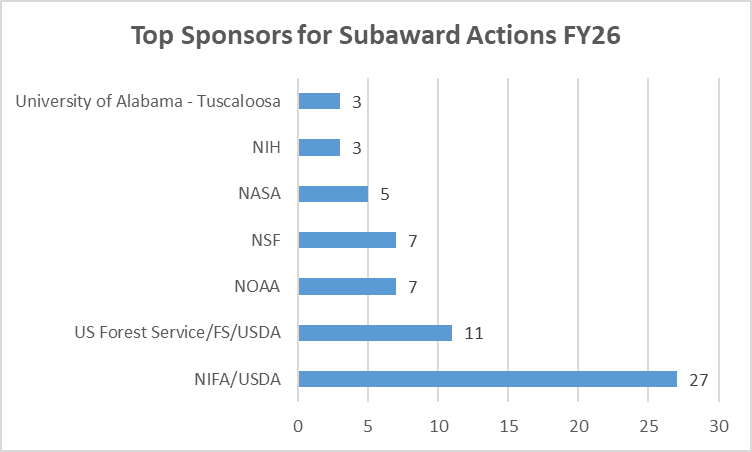 Top Sponsors for Subaward Actions FY26
University of Alabama - Tuscaloosa 3
NIH 3
NASA 5
NSF 7
NOAA 7
US Forest Service/FS/USDA 11
NIFA/USDA 27
0 5 10 15 20 25 30